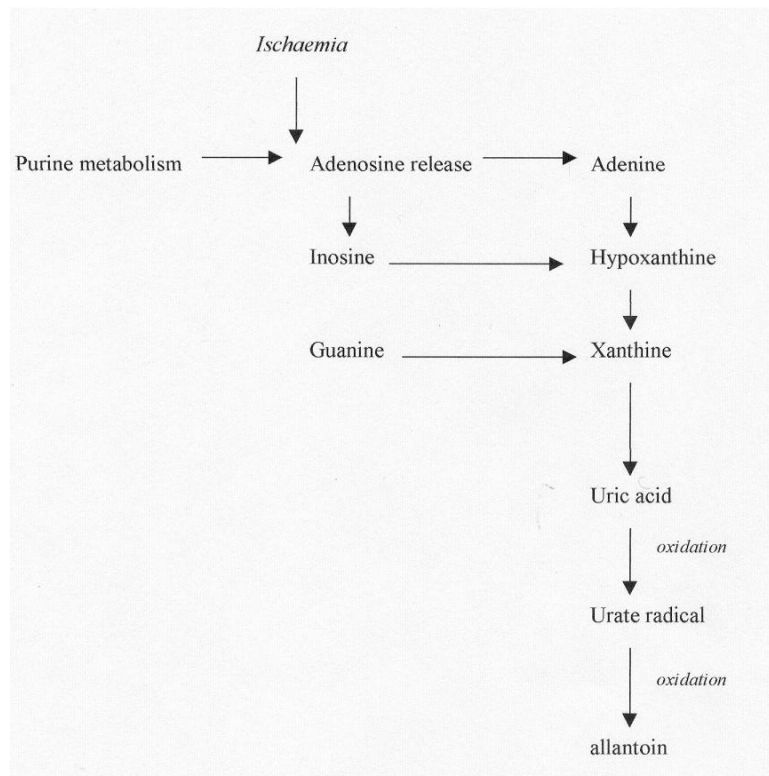 Ischaemia
Purine metabolism Adenosine release Adenine
Inosine Hypoxanthine
Guanine Xanthine
Uric acid
oxidation
Urate radical
oxidation
allantoin